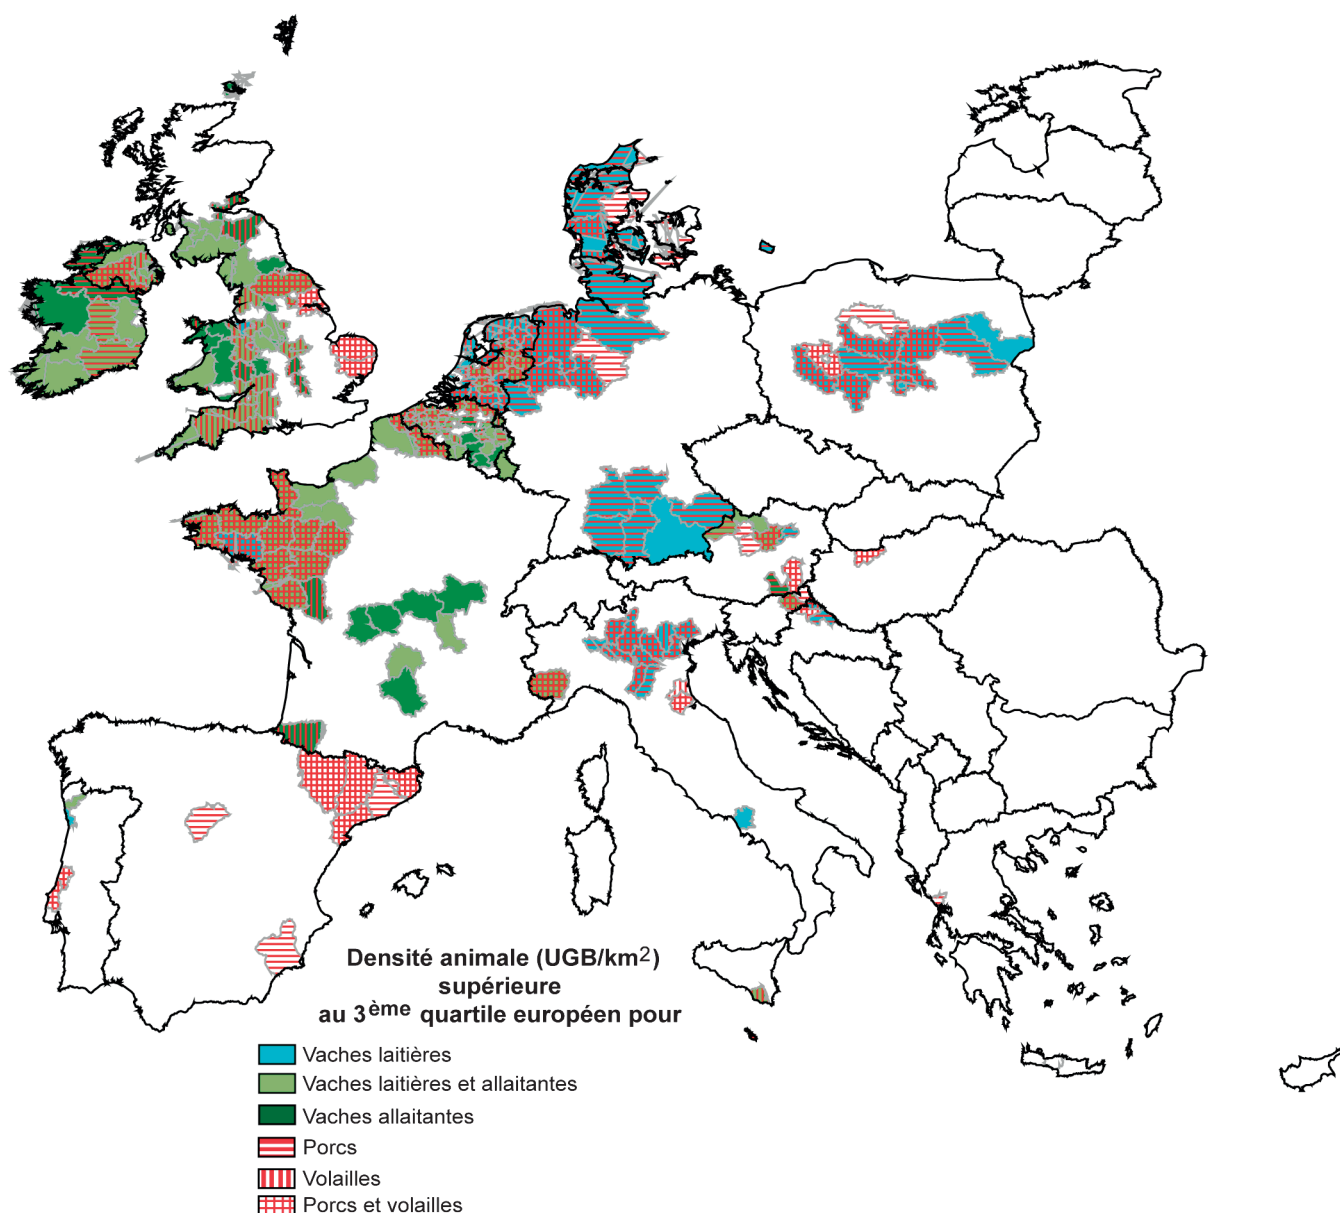 Densité animale (UGB/km2)
supérieure
au 3ème quartile européen pour
Vaches laitières
Vaches laitières et allaitantes
Vaches allaitantes
Porcs
Volailles
Porcs et volailles